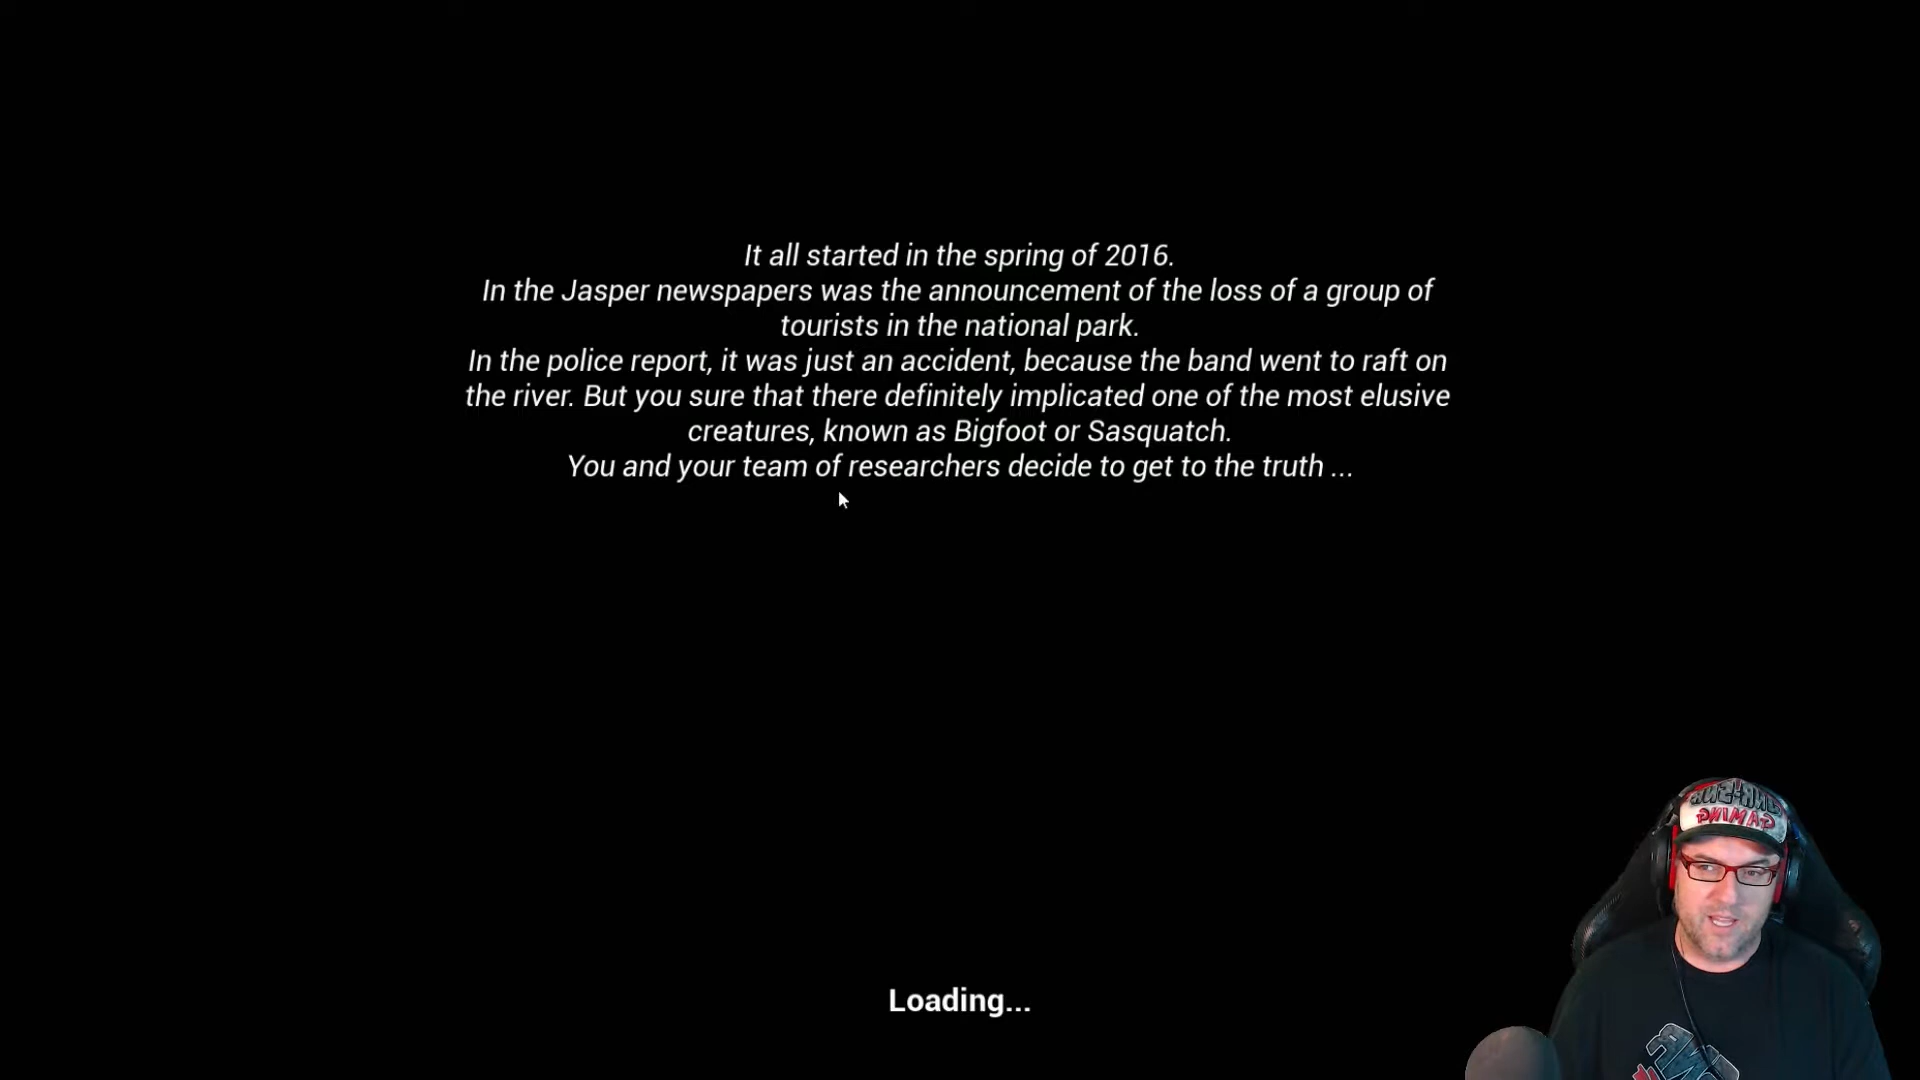 It all started in the spring of 2016.
In the Jasper newspapers was the announcement of the loss of a group of
tourists in the national park.
In the police report, it was just an accident, because the band went to raft on
the river. But you sure that there definitely implicated one of the most elusive
creatures, known as Bigfoot or Sasquatch.
You and your team of researchers decide to get to the truth ...
Loading...
GAMING